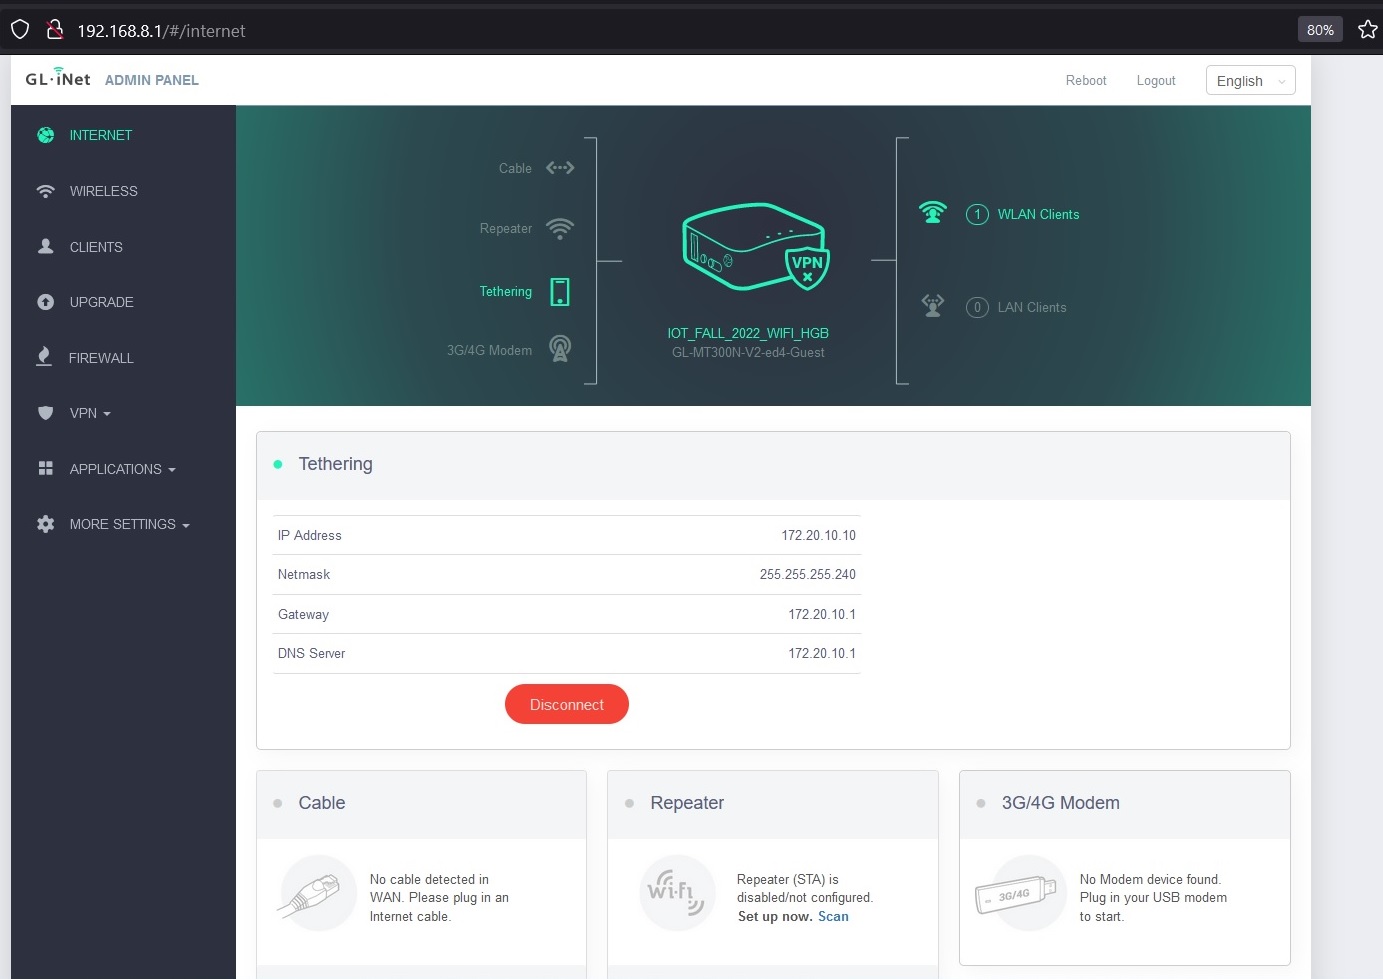 192.168.8.1/#/internet
80%
GL·iNet ADMIN PANEL
Reboot
Logout
English
INTERNET
WIRELESS
CLIENTS
UPGRADE
FIREWALL
VPN
APPLICATIONS
MORE SETTINGS
Cable
Repeater
Tethering
3G/4G Modem
VPN
IOT_FALL_2022_WIFI_HGB
GL-MT300N-V2-ed4-Guest
1 WLAN Clients
0 LAN Clients
Tethering
IP Address 172.20.10.10
Netmask 255.255.255.240
Gateway 172.20.10.1
DNS Server 172.20.10.1
Disconnect
Cable
No cable detected in
WAN. Please plug in an
Internet cable.
Repeater
wi-fi
Repeater (STA) is
disabled/not configured.
Set up now. Scan
3G/4G Modem
3G/4G
No Modem device found.
Plug in your USB modem
to start.